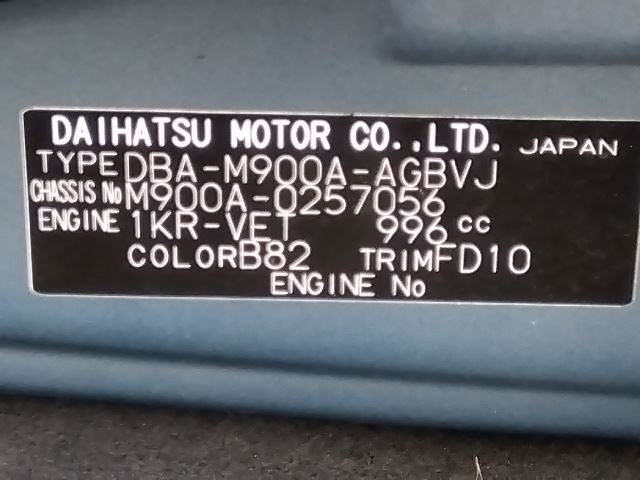 DAIHATSU MOTOR CO.,LTD. JAPAN
TYPE DBA-M900A-AGBVJ
CHASSIS No M900A-0257056
ENGINE 1KR-VET 996 cc
COLOR B82 TRIM FD10
ENGINE No